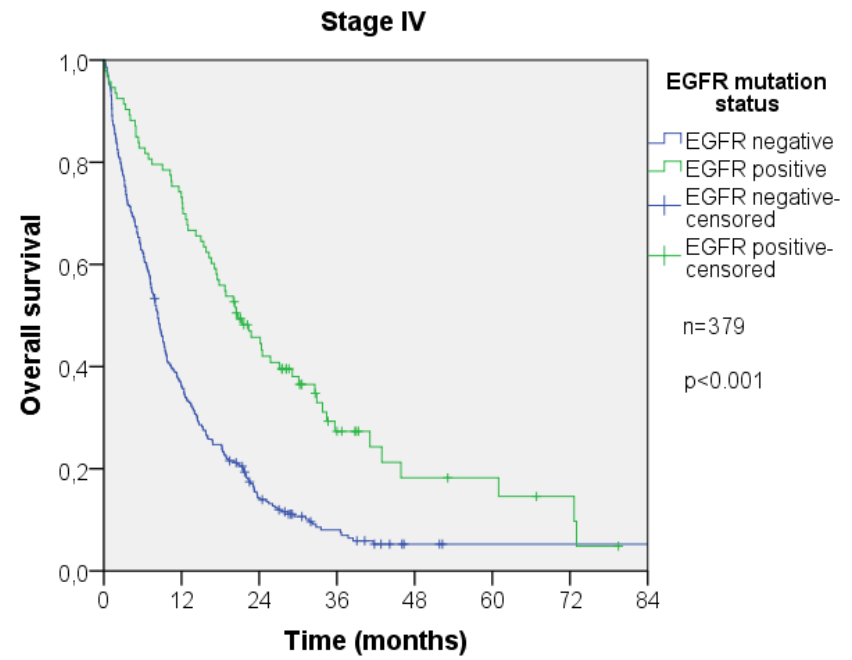 Stage IV
1,0
0,8
0,6
0,4
0,2
0,0
Overall survival
0 12 24 36 48 60 72 84
Time (months)
EGFR mutation
status
EGFR negative
EGFR positive
EGFR negative-
censored
EGFR positive-
censored
n=379
p<0.001